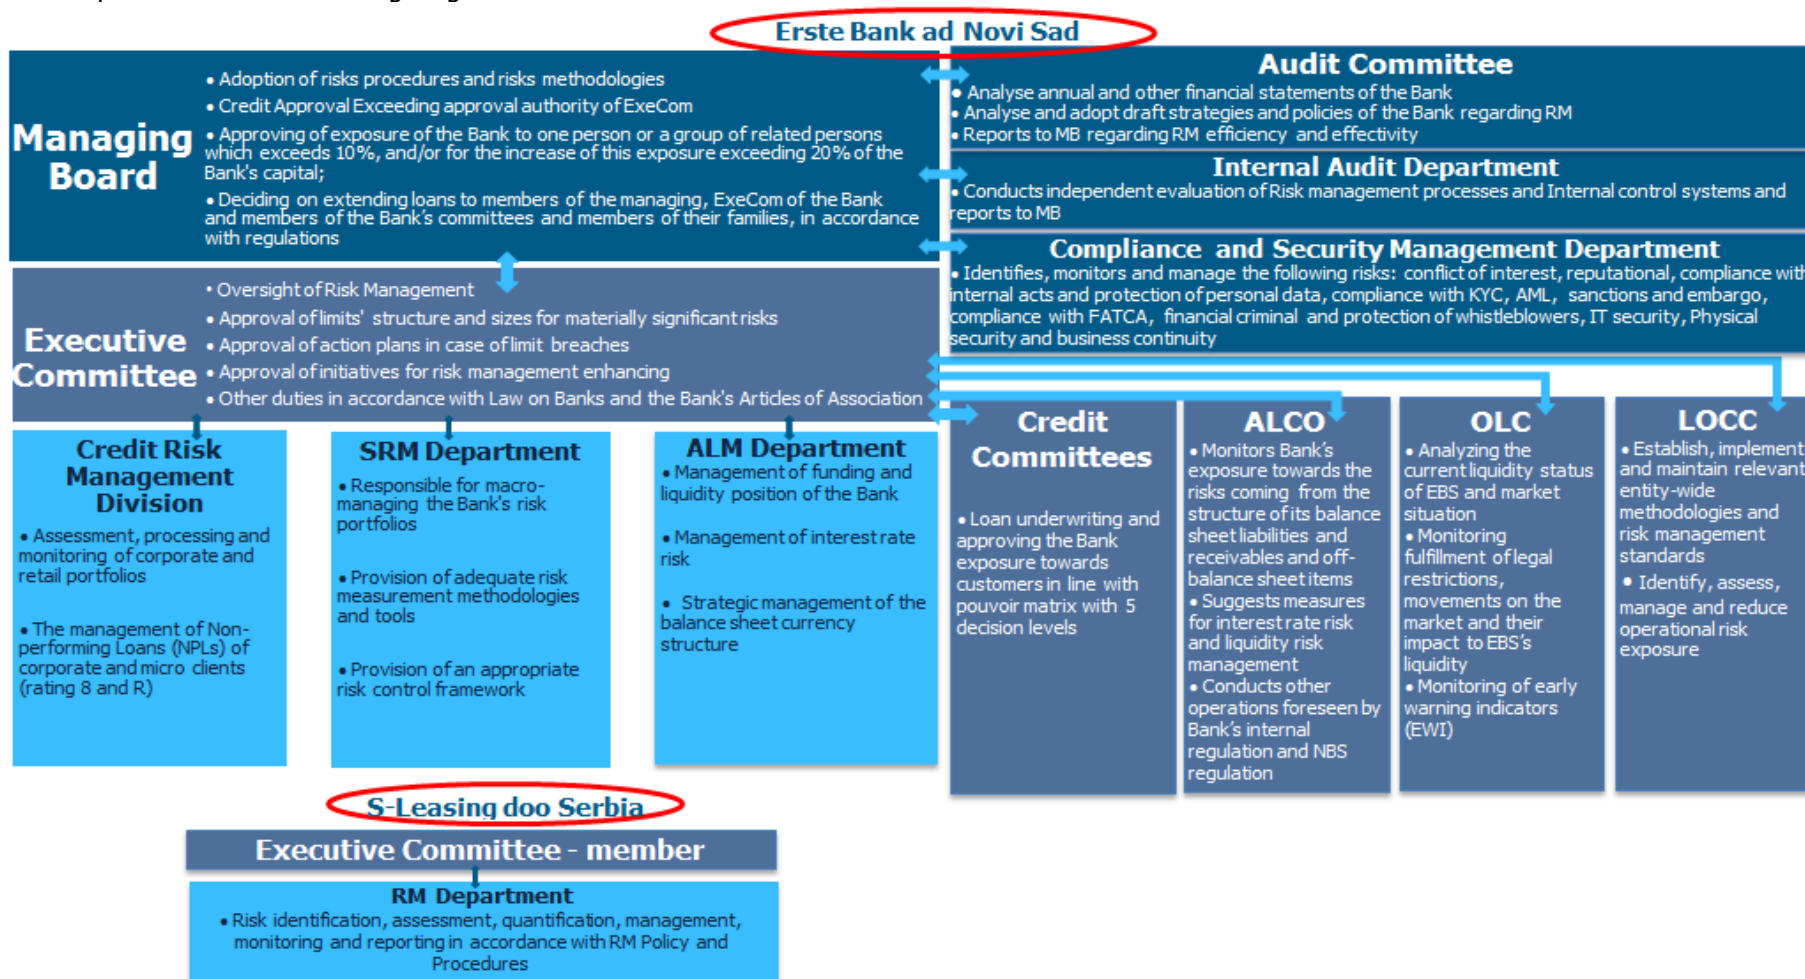 Erste Bank ad Novi Sad
Managing
Board
• Adoption of risks procedures and risks methodologies
• Credit Approval Exceeding approval authority of ExeCom
• Approving of exposure of the Bank to one person or a group of related persons
which exceeds 10%, and/or for the increase of this exposure exceeding 20% of the
Bank's capital;
• Deciding on extending loans to members of the managing, ExeCom of the Bank
and members of the Bank's committees and members of their families, in accordance
with regulations
Audit Committee
• Analyse annual and other financial statements of the Bank
• Analyse and adopt draft strategies and policies of the Bank regarding RM
• Reports to MB regarding RM efficiency and effectivity
Internal Audit Department
• Conducts independent evaluation of Risk management processes and Internal control systems and
reports to MB
Compliance and Security Management Department
• Identifies, monitors and manage the following risks: conflict of interest, reputational, compliance with
internal acts and protection of personal data, compliance with KYC, AML, sanctions and embargo,
compliance with FATCA, financial criminal and protection of whistleblowers, IT security, Physical
security and business continuity
Executive
Committee
• Oversight of Risk Management
• Approval of limits' structure and sizes for materially significant risks
• Approval of action plans in case of limit breaches
• Approval of initiatives for risk management enhancing
• Other duties in accordance with Law on Banks and the Bank's Articles of Association
Credit Risk
Management
Division
• Assessment, processing and
monitoring of corporate and
retail portfolios
• The management of Non-
performing Loans (NPLs) of
corporate and micro clients
(rating 8 and R)
SRM Department
• Responsible for macro-
managing the Bank's risk
portfolios
• Provision of adequate risk
measurement methodologies
and tools
• Provision of an appropriate
risk control framework
ALM Department
• Management of funding and
liquidity position of the Bank
• Management of interest rate
risk
• Strategic management of the
balance sheet currency
structure
Credit
Committees
• Loan underwriting and
approving the Bank
exposure towards
customers in line with
pouvoir matrix with 5
decision levels
ALCO
• Monitors Bank's
exposure towards the
risks coming from the
structure of its balance
sheet liabilities and
receivables and off-
balance sheet items
• Suggests measures
for interest rate risk
and liquidity risk
management
• Conducts other
operations foreseen by
Bank's internal
regulation and NBS
regulation
OLC
• Analyzing the
current liquidity status
of EBS and market
situation
• Monitoring
fulfillment of legal
restrictions,
movements on the
market and their
impact to EBS's
liquidity
• Monitoring of early
warning indicators
(EWI)
LOCC
• Establish, implement
and maintain relevant
entity-wide
methodologies and
risk management
standards
• Identify, assess,
manage and reduce
operational risk
exposure
S-Leasing doo Serbia
Executive Committee - member
RM Department
• Risk identification, assessment, quantification, management,
monitoring and reporting in accordance with RM Policy and
Procedures